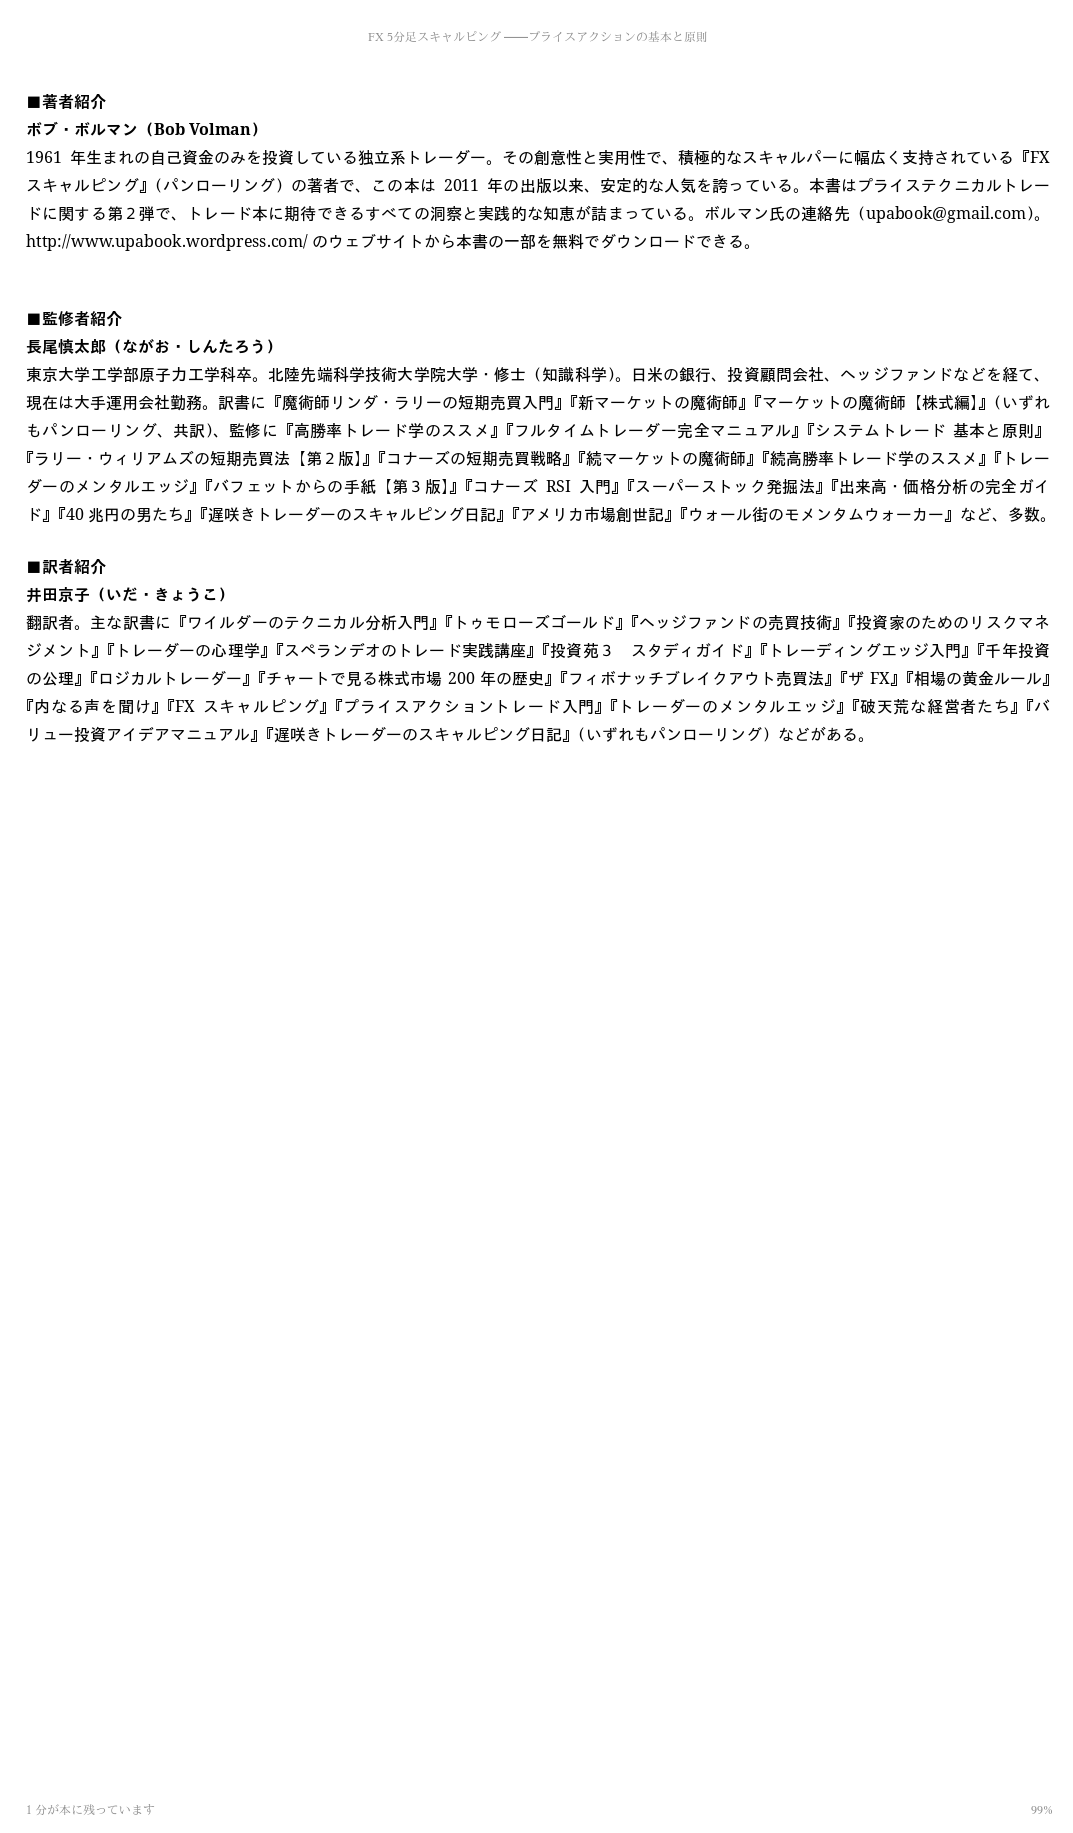 FX 5分足スキャルピング ――プライスアクションの基本と原則
■著者紹介
ボブ・ボルマン（Bob Volman）
1961 年生まれの自己資金のみを投資している独立系トレーダー。その創意性と実用性で、積極的なスキャルパーに幅広く支持されている『FX
スキャルピング』（パンローリング）の著者で、この本は 2011 年の出版以来、安定的な人気を誇っている。本書はプライステクニカルトレー
ドに関する第２弾で、トレード本に期待できるすべての洞察と実践的な知恵が詰まっている。ボルマン氏の連絡先（upabook@gmail.com）。
http://www.upabook.wordpress.com/ のウェブサイトから本書の一部を無料でダウンロードできる。
■監修者紹介
長尾慎太郎（ながお・しんたろう）
東京大学工学部原子力工学科卒。北陸先端科学技術大学院大学・修士（知識科学）。日米の銀行、投資顧問会社、ヘッジファンドなどを経て、
現在は大手運用会社勤務。訳書に『魔術師リンダ・ラリーの短期売買入門』『新マーケットの魔術師』『マーケットの魔術師【株式編】』（いずれ
もパンローリング、共訳）、監修に『高勝率トレード学のススメ』『フルタイムトレーダー完全マニュアル』『システムトレード 基本と原則』
『ラリー・ウィリアムズの短期売買法【第２版】』『コナーズの短期売買戦略』『続マーケットの魔術師』『続高勝率トレード学のススメ』『トレー
ダーのメンタルエッジ』『バフェットからの手紙【第３版】』『コナーズ RSI 入門』『スーパーストック発掘法』『出来高・価格分析の完全ガイ
ド』『40 兆円の男たち』『遅咲きトレーダーのスキャルピング日記』『アメリカ市場創世記』『ウォール街のモメンタムウォーカー』など、多数。
■訳者紹介
井田京子（いだ・きょうこ）
翻訳者。主な訳書に『ワイルダーのテクニカル分析入門』『トゥモローズゴールド』『ヘッジファンドの売買技術』『投資家のためのリスクマネ
ジメント』『トレーダーの心理学』『スペランデオのトレード実践講座』『投資苑３　スタディガイド』『トレーディングエッジ入門』『千年投資
の公理』『ロジカルトレーダー』『チャートで見る株式市場 200 年の歴史』『フィボナッチブレイクアウト売買法』『ザ FX』『相場の黄金ルール』
『内なる声を聞け』『FX スキャルピング』『プライスアクショントレード入門』『トレーダーのメンタルエッジ』『破天荒な経営者たち』『バ
リュー投資アイデアマニュアル』『遅咲きトレーダーのスキャルピング日記』（いずれもパンローリング）などがある。
1 分が本に残っています
99%